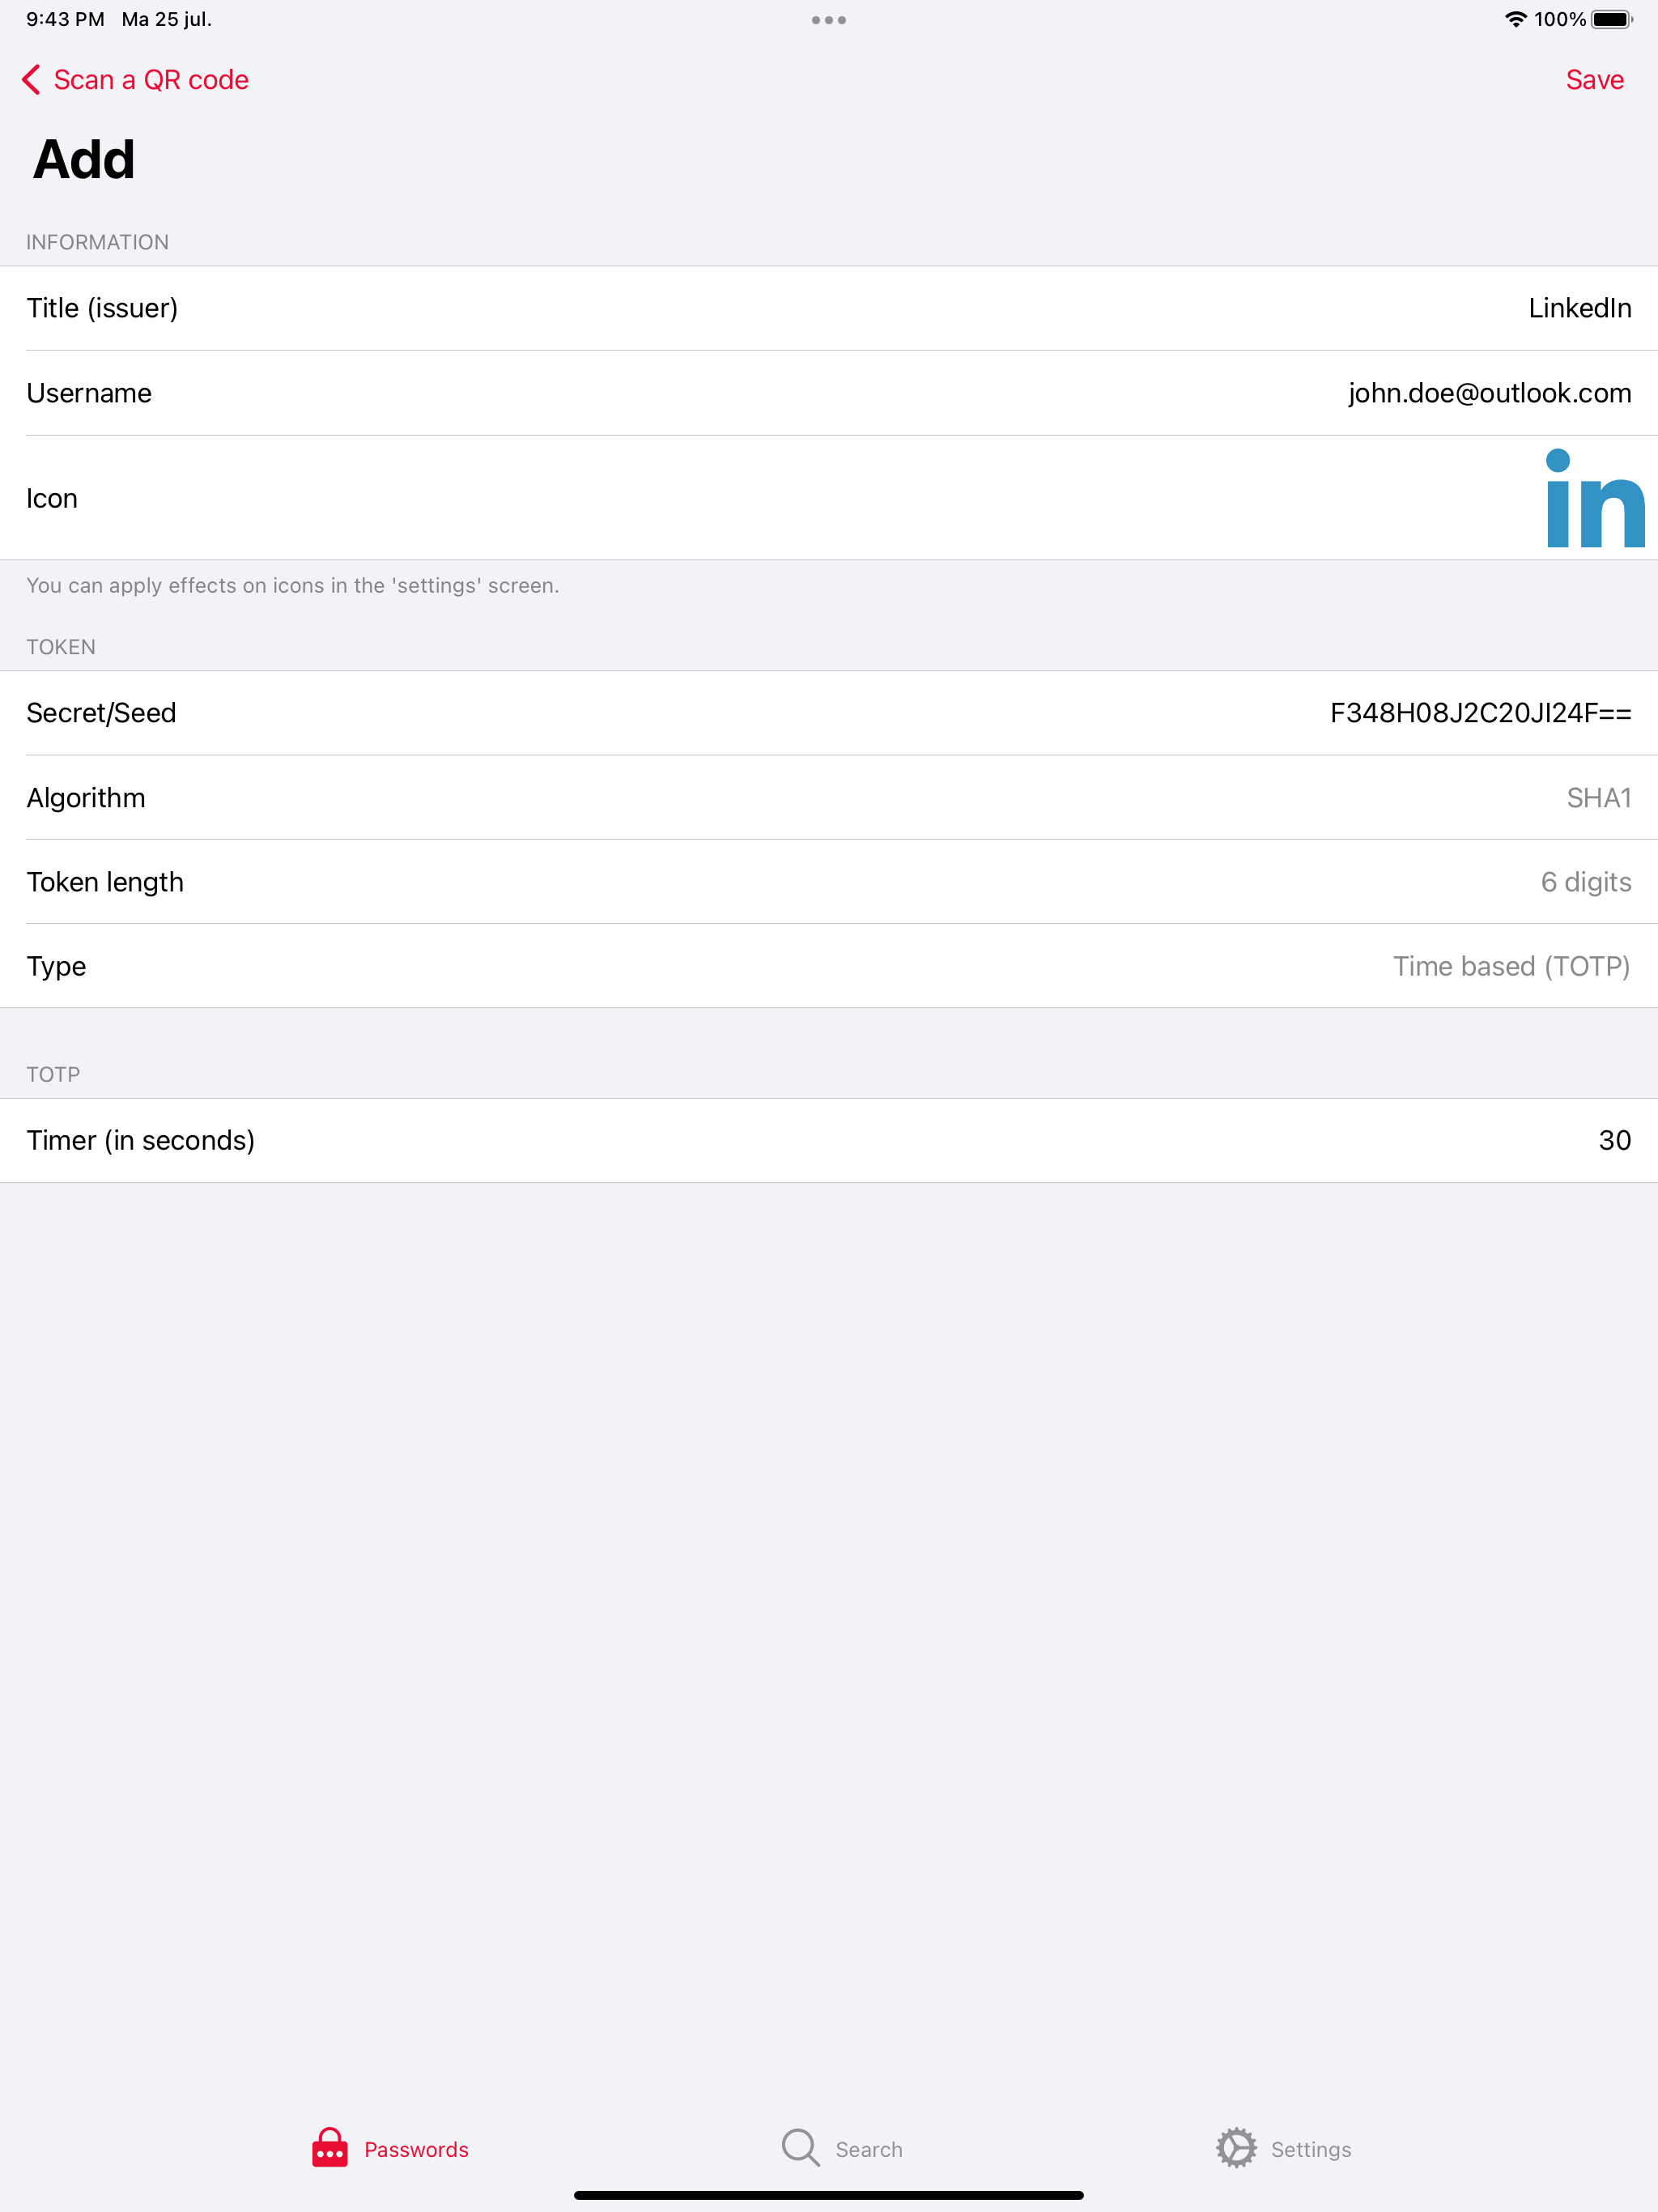 9:43 PM Ma 25 jul. 100%
Scan a QR code Save
Add
INFORMATION
Title (issuer) LinkedIn
Username john.doe@outlook.com
Icon in
You can apply effects on icons in the 'settings' screen.
TOKEN
Secret/Seed F348H08J2C20JI24F==
Algorithm SHA1
Token length 6 digits
Type Time based (TOTP)
TOTP
Timer (in seconds) 30
Passwords Search Settings